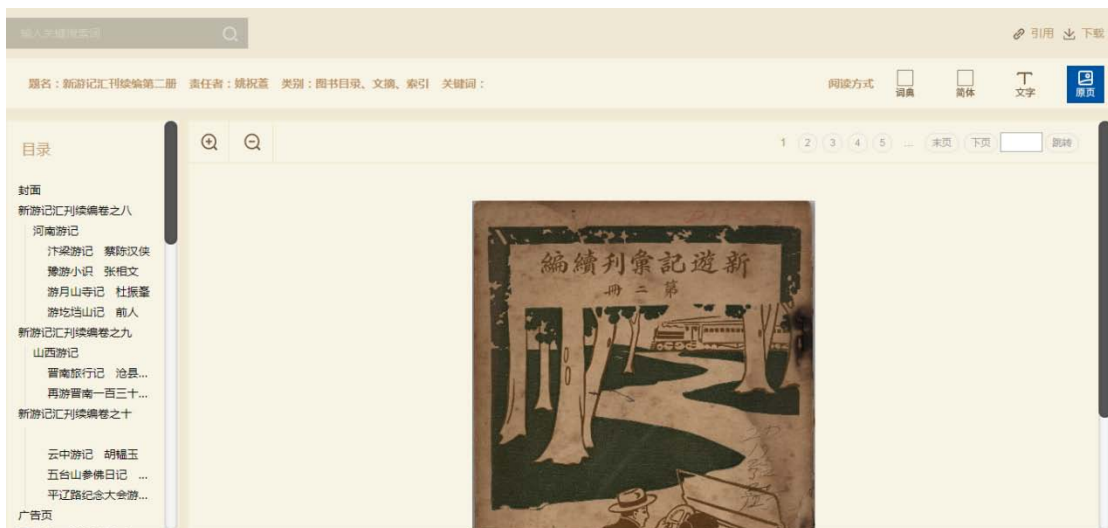 输入关键搜索词
引用 下载
题名：新游记汇刊续编第二册 责任者：姚祝萱 类别：图书目录、文摘、索引 关键词：
阅读方式 词典 简体 文字 原页
目录
1 2 3 4 5 ... 末页 下页 跳转
封面
新游记汇刊续编卷之八
河南游记
汴梁游记 蔡陈汉侠
豫游小识 张相文
游月山寺记 杜振鳌
游圪垱山记 前人
新游记汇刊续编卷之九
山西游记
晋南旅行记 沧县...
再游晋南一百三十...
新游记汇刊续编卷之十
云中游记 胡韫玉
五台山参佛日记 ...
平辽路纪念大会游...
广告页
編續刊彙記遊新
冊二第